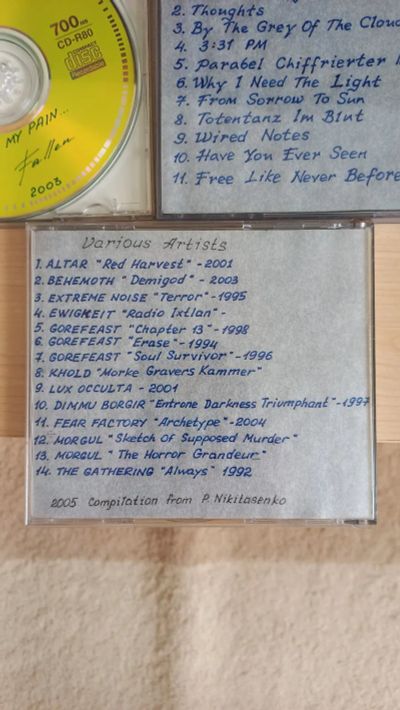 700 MB
CD-R80
COMPACT
disc
Recordable
MY PAIN...
Fallen
2003
2. Thoughts
3. By The Grey Of The Cloud
4. 3:31 PM
5. Parabel Chiffrierter
6. Why I Need The Light
7. From Sorrow To Sun
8. Totentanz Im Blut
9. Wired Notes
10. Have You Ever Seen
11. Free Like Never Before
Various Artists
1. ALTAR "Red Harvest" - 2001
2. BEHEMOTH "Demigod" - 2003
3. EXTREME NOISE "Terror" - 1995
4. EWIGKEIT "Radio Ixtlan" -
5. GOREFEAST "Chapter 13" - 1998
6. GOREFEAST "Erase" - 1994
7. GOREFEAST "Soul Survivor" - 1996
8. KHOLD "Morke Gravers Kammer"
9. LUX OCCULTA - 2001
10. DIMMU BORGIR "Entrone Darkness Triumphant" - 1997
11. FEAR FACTORY "Archetype" - 2004
12. MORGUL "Sketch of Supposed Murder"
13. MORGUL "The Horror Grandeur"
14. THE GATHERING "Always" 1992
2005 Compilation from P. Nikitasenko